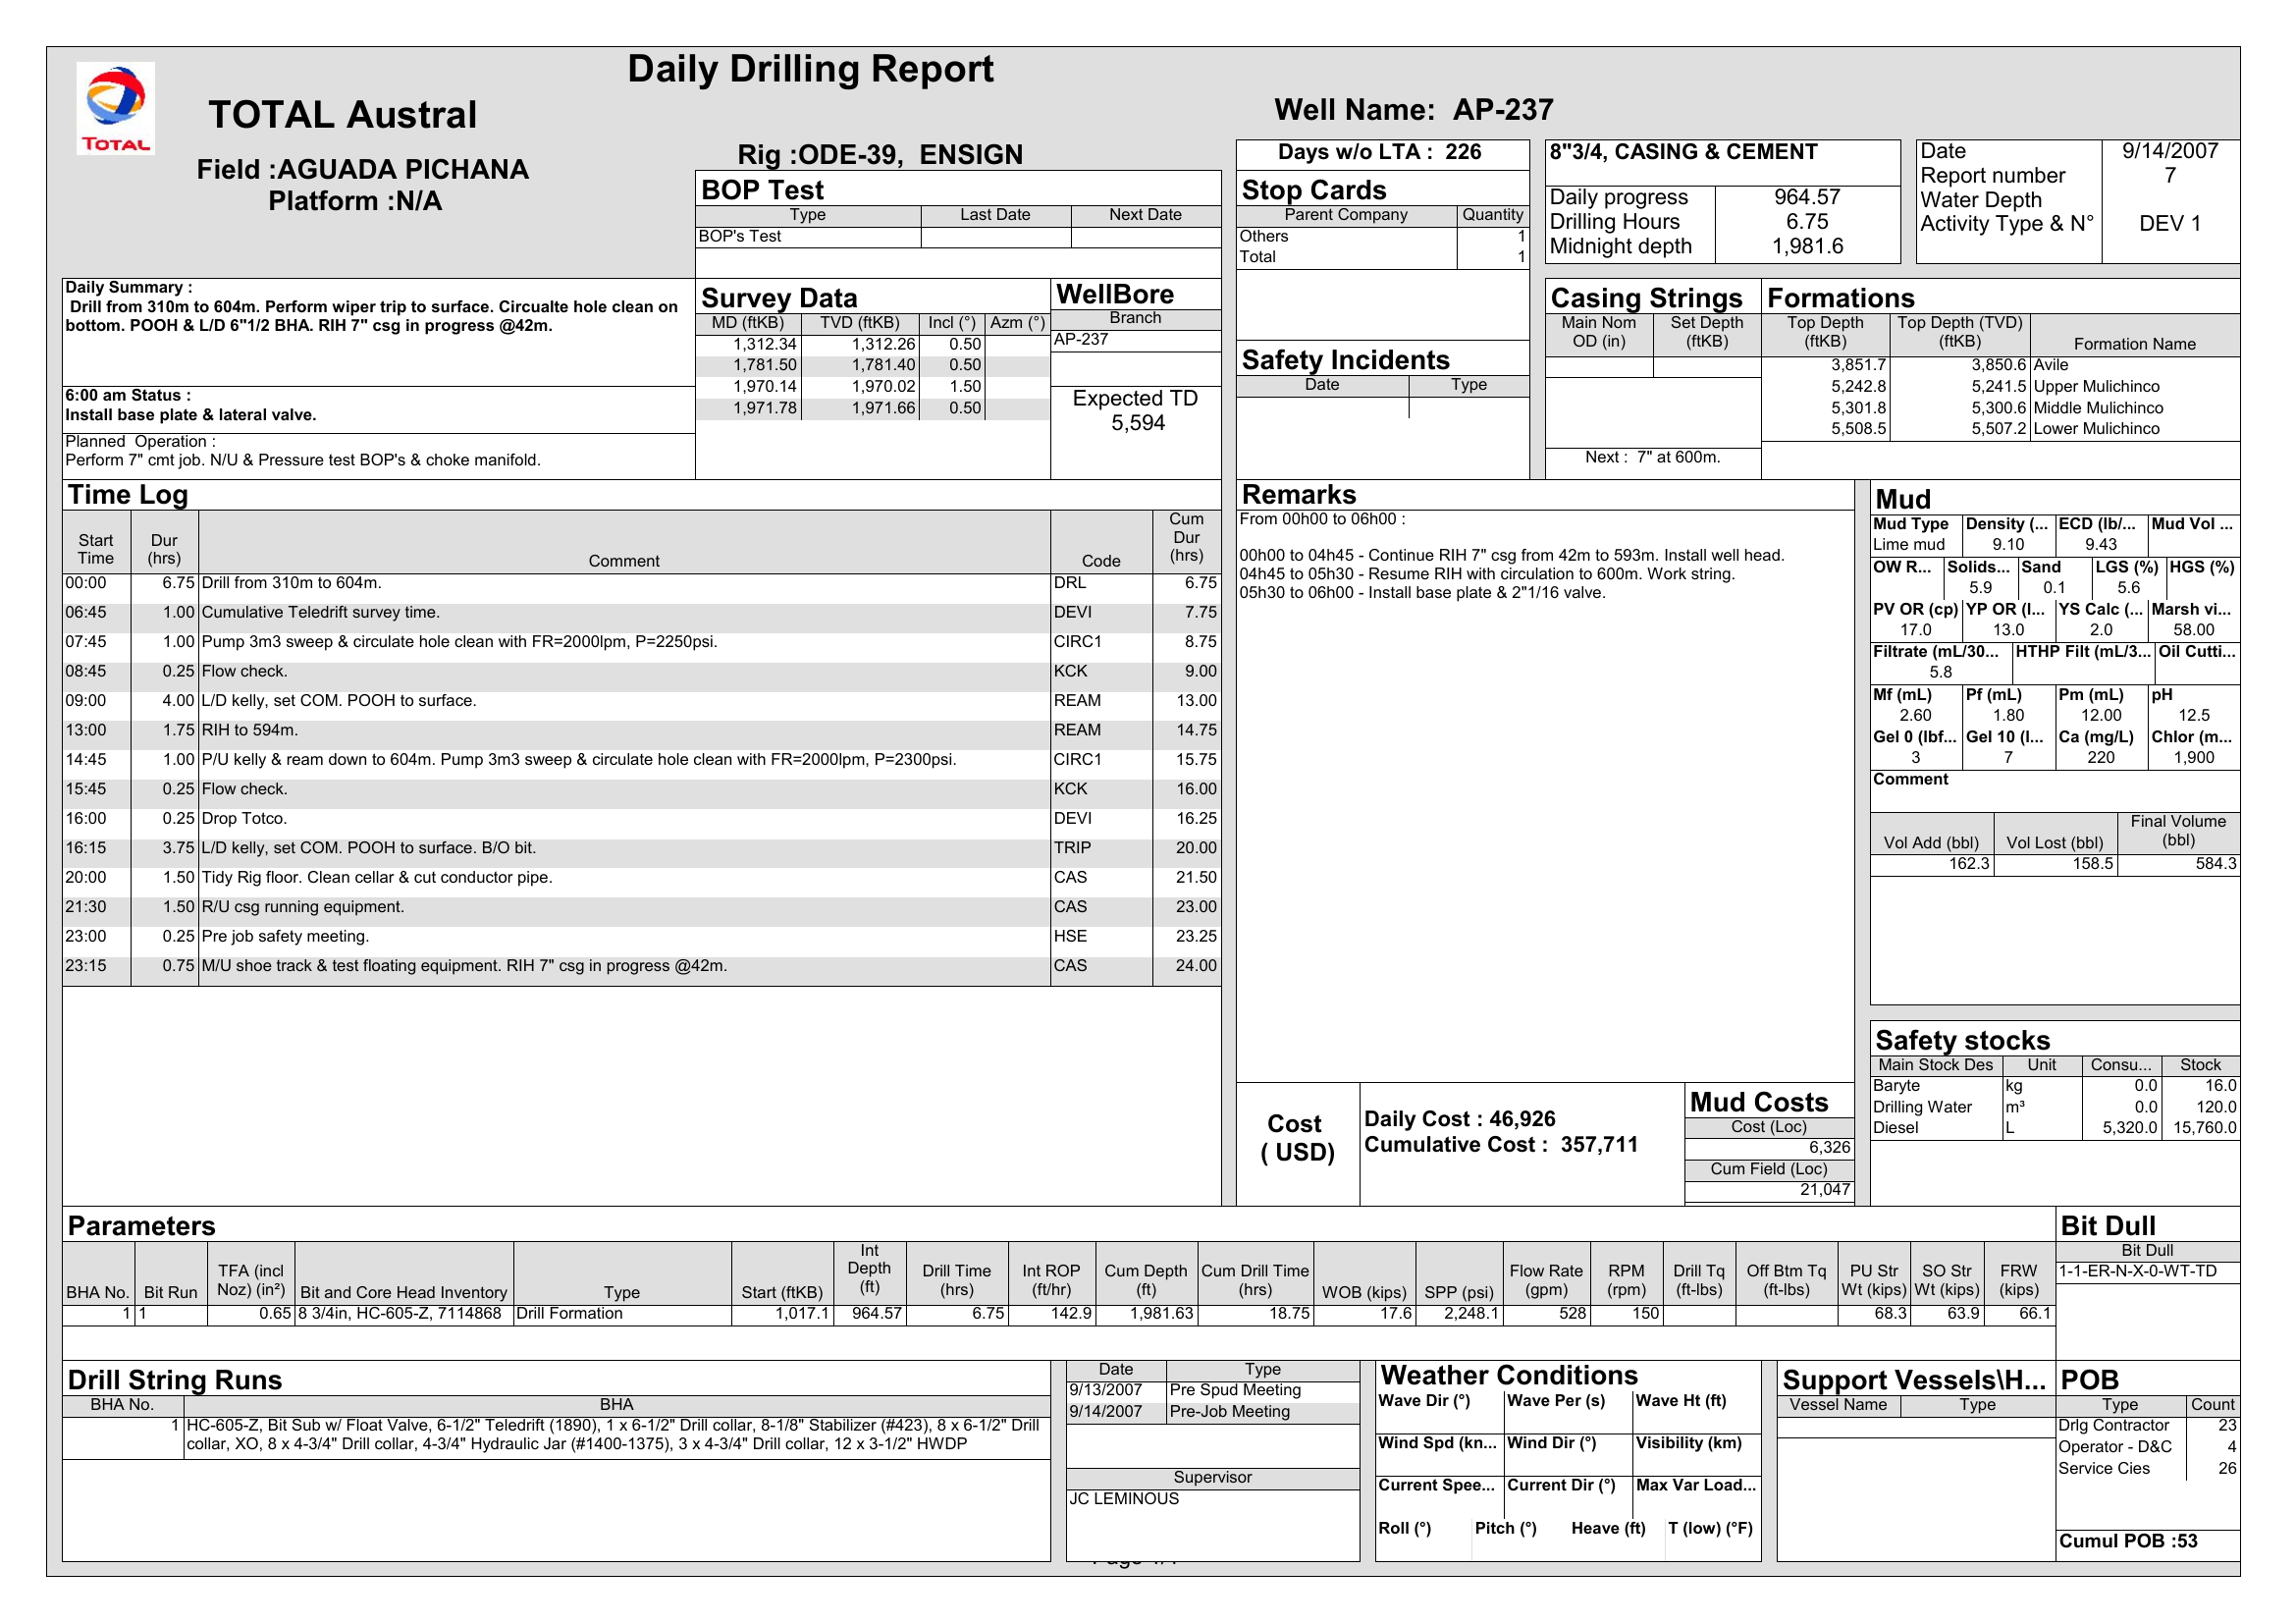 Daily Drilling Report
TOTAL
TOTAL Austral
Well Name: AP-237
Field :AGUADA PICHANA
Platform :N/A
Rig :ODE-39, ENSIGN
Days w/o LTA : 226
8"3/4, CASING & CEMENT
Date 9/14/2007
Report number 7
Water Depth
Activity Type & N° DEV 1
Daily progress 964.57
Drilling Hours 6.75
Midnight depth 1,981.6
BOP Test
Type Last Date Next Date
BOP's Test
Stop Cards
Parent Company Quantity
Others 1
Total 1
Daily Summary :
Drill from 310m to 604m. Perform wiper trip to surface. Circualte hole clean on
bottom. POOH & L/D 6"1/2 BHA. RIH 7" csg in progress @42m.
6:00 am Status :
Install base plate & lateral valve.
Planned Operation :
Perform 7" cmt job. N/U & Pressure test BOP's & choke manifold.
Survey Data
MD (ftKB) TVD (ftKB) Incl (°) Azm (°)
1,312.34 1,312.26 0.50
1,781.50 1,781.40 0.50
1,970.14 1,970.02 1.50
1,971.78 1,971.66 0.50
WellBore
Branch
AP-237
Expected TD
5,594
Safety Incidents
Date Type
Casing Strings
Main Nom OD (in) Set Depth (ftKB)
Next : 7" at 600m.
Formations
Top Depth (ftKB) Top Depth (TVD) (ftKB) Formation Name
3,851.7 3,850.6 Avile
5,242.8 5,241.5 Upper Mulichinco
5,301.8 5,300.6 Middle Mulichinco
5,508.5 5,507.2 Lower Mulichinco
Time Log
Start Time Dur (hrs) Comment Code Cum Dur (hrs)
00:00 6.75 Drill from 310m to 604m. DRL 6.75
06:45 1.00 Cumulative Teledrift survey time. DEVI 7.75
07:45 1.00 Pump 3m3 sweep & circulate hole clean with FR=2000lpm, P=2250psi. CIRC1 8.75
08:45 0.25 Flow check. KCK 9.00
09:00 4.00 L/D kelly, set COM. POOH to surface. REAM 13.00
13:00 1.75 RIH to 594m. REAM 14.75
14:45 1.00 P/U kelly & ream down to 604m. Pump 3m3 sweep & circulate hole clean with FR=2000lpm, P=2300psi. CIRC1 15.75
15:45 0.25 Flow check. KCK 16.00
16:00 0.25 Drop Totco. DEVI 16.25
16:15 3.75 L/D kelly, set COM. POOH to surface. B/O bit. TRIP 20.00
20:00 1.50 Tidy Rig floor. Clean cellar & cut conductor pipe. CAS 21.50
21:30 1.50 R/U csg running equipment. CAS 23.00
23:00 0.25 Pre job safety meeting. HSE 23.25
23:15 0.75 M/U shoe track & test floating equipment. RIH 7" csg in progress @42m. CAS 24.00
Remarks
From 00h00 to 06h00 :
00h00 to 04h45 - Continue RIH 7" csg from 42m to 593m. Install well head.
04h45 to 05h30 - Resume RIH with circulation to 600m. Work string.
05h30 to 06h00 - Install base plate & 2"1/16 valve.
Mud
Mud Type Density (... ECD (lb/... Mud Vol ...
Lime mud 9.10 9.43
OW R... Solids... Sand LGS (%) HGS (%)
5.9 0.1 5.6
PV OR (cp) YP OR (l... YS Calc (... Marsh vi...
17.0 13.0 2.0 58.00
Filtrate (mL/30... HTHP Filt (mL/3... Oil Cutti...
5.8
Mf (mL) Pf (mL) Pm (mL) pH
2.60 1.80 12.00 12.5
Gel 0 (lbf... Gel 10 (l... Ca (mg/L) Chlor (m...
3 7 220 1,900
Comment
Vol Add (bbl) Vol Lost (bbl) Final Volume (bbl)
162.3 158.5 584.3
Safety stocks
Main Stock Des Unit Consu... Stock
Baryte kg 0.0 16.0
Drilling Water m³ 0.0 120.0
Diesel L 5,320.0 15,760.0
Cost
( USD)
Daily Cost : 46,926
Cumulative Cost : 357,711
Mud Costs
Cost (Loc)
6,326
Cum Field (Loc)
21,047
Parameters
BHA No. Bit Run TFA (incl Noz) (in²) Bit and Core Head Inventory Type Start (ftKB) Int Depth (ft) Drill Time (hrs) Int ROP (ft/hr) Cum Depth (ft) Cum Drill Time (hrs) WOB (kips) SPP (psi) Flow Rate (gpm) RPM (rpm) Drill Tq (ft-lbs) Off Btm Tq (ft-lbs) PU Str Wt (kips) SO Str Wt (kips) FRW (kips)
1 1 0.65 8 3/4in, HC-605-Z, 7114868 Drill Formation 1,017.1 964.57 6.75 142.9 1,981.63 18.75 17.6 2,248.1 528 150 68.3 63.9 66.1
Bit Dull
Bit Dull
1-1-ER-N-X-0-WT-TD
Drill String Runs
BHA No. BHA
1 HC-605-Z, Bit Sub w/ Float Valve, 6-1/2" Teledrift (1890), 1 x 6-1/2" Drill collar, 8-1/8" Stabilizer (#423), 8 x 6-1/2" Drill
collar, XO, 8 x 4-3/4" Drill collar, 4-3/4" Hydraulic Jar (#1400-1375), 3 x 4-3/4" Drill collar, 12 x 3-1/2" HWDP
Date Type
9/13/2007 Pre Spud Meeting
9/14/2007 Pre-Job Meeting
Supervisor
JC LEMINOUS
Weather Conditions
Wave Dir (°) Wave Per (s) Wave Ht (ft)
Wind Spd (kn... Wind Dir (°) Visibility (km)
Current Spee... Current Dir (°) Max Var Load...
Roll (°) Pitch (°) Heave (ft) T (low) (°F)
Support Vessels\H...
Vessel Name Type
POB
Type Count
Drlg Contractor 23
Operator - D&C 4
Service Cies 26
Cumul POB :53